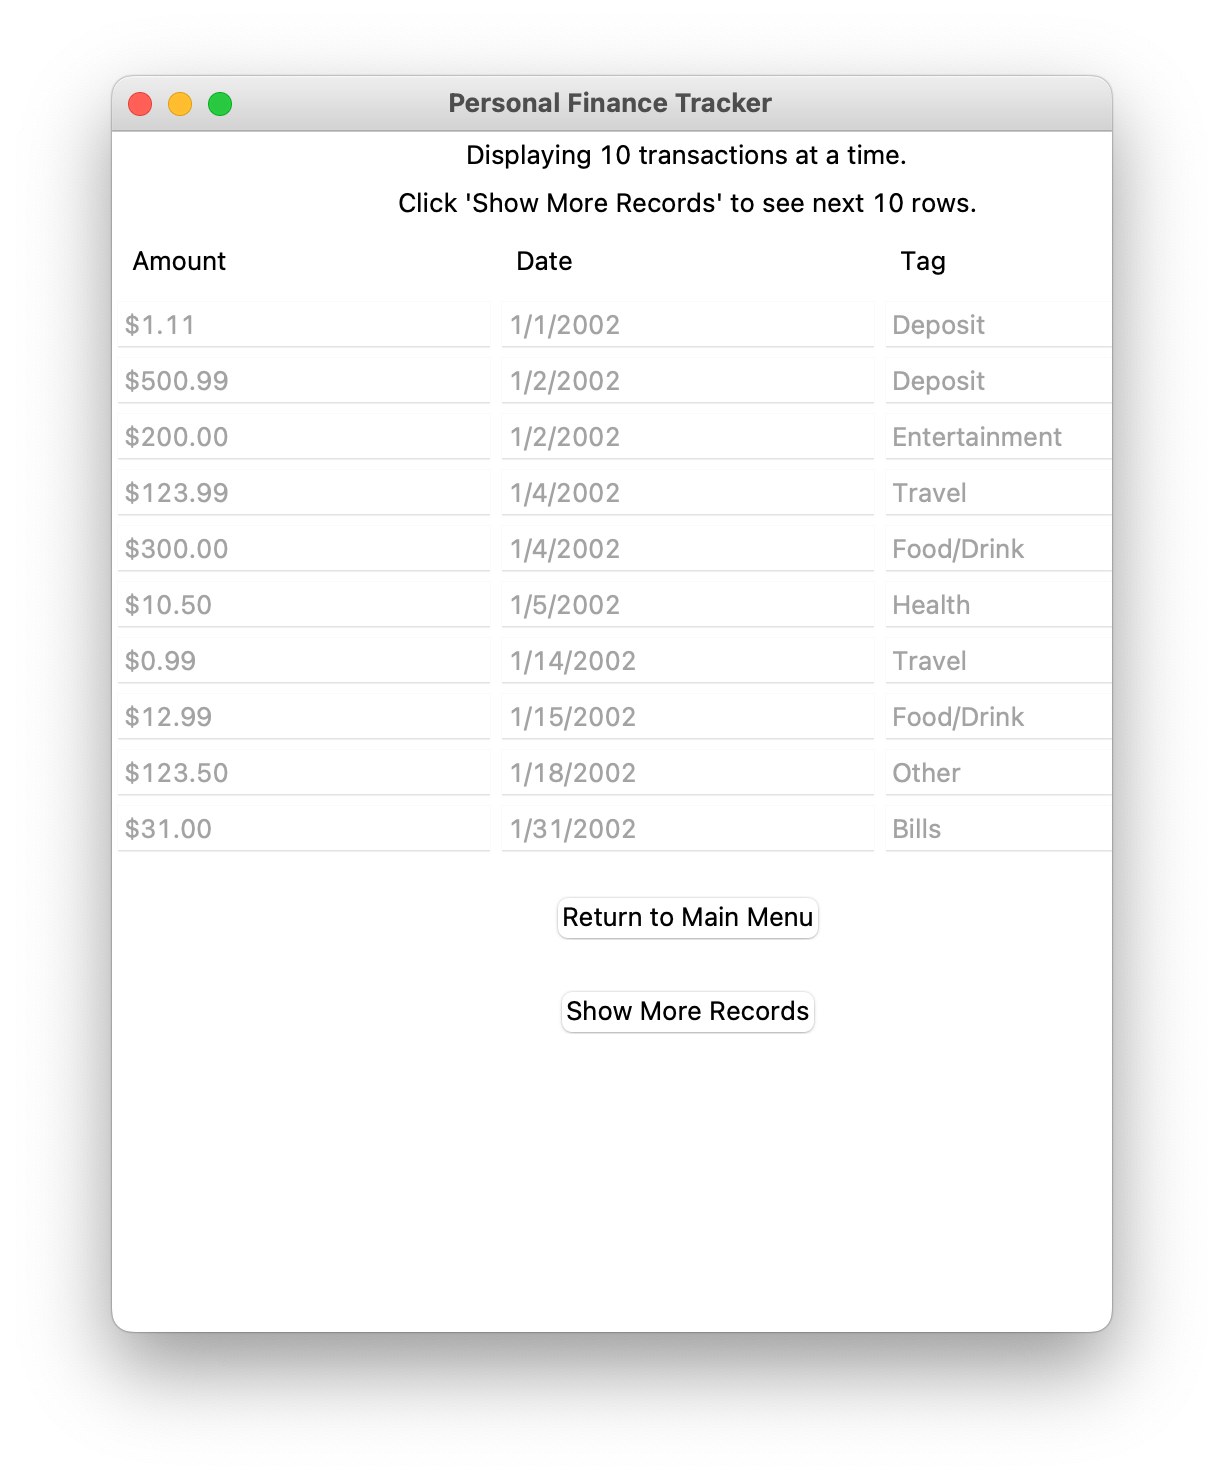 Personal Finance Tracker
Displaying 10 transactions at a time.
Click 'Show More Records' to see next 10 rows.
Amount Date Tag
$1.11 1/1/2002 Deposit
$500.99 1/2/2002 Deposit
$200.00 1/2/2002 Entertainment
$123.99 1/4/2002 Travel
$300.00 1/4/2002 Food/Drink
$10.50 1/5/2002 Health
$0.99 1/14/2002 Travel
$12.99 1/15/2002 Food/Drink
$123.50 1/18/2002 Other
$31.00 1/31/2002 Bills
Return to Main Menu
Show More Records